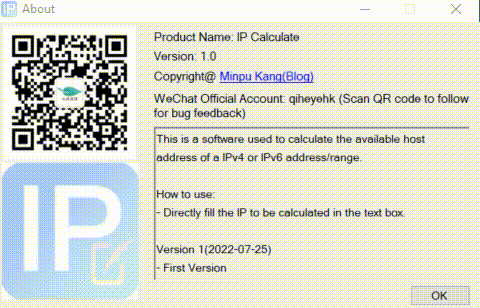 About
Product Name: IP Calculate
Version: 1.0
Copyright@ Minpu Kang(Blog)
WeChat Official Account: qiheyehk (Scan QR code to follow
for bug feedback)
This is a software used to calculate the available host
address of a IPv4 or IPv6 address/range.
How to use:
- Directly fill the IP to be calculated in the text box.
Version 1(2022-07-25)
- First Version
IP
OK